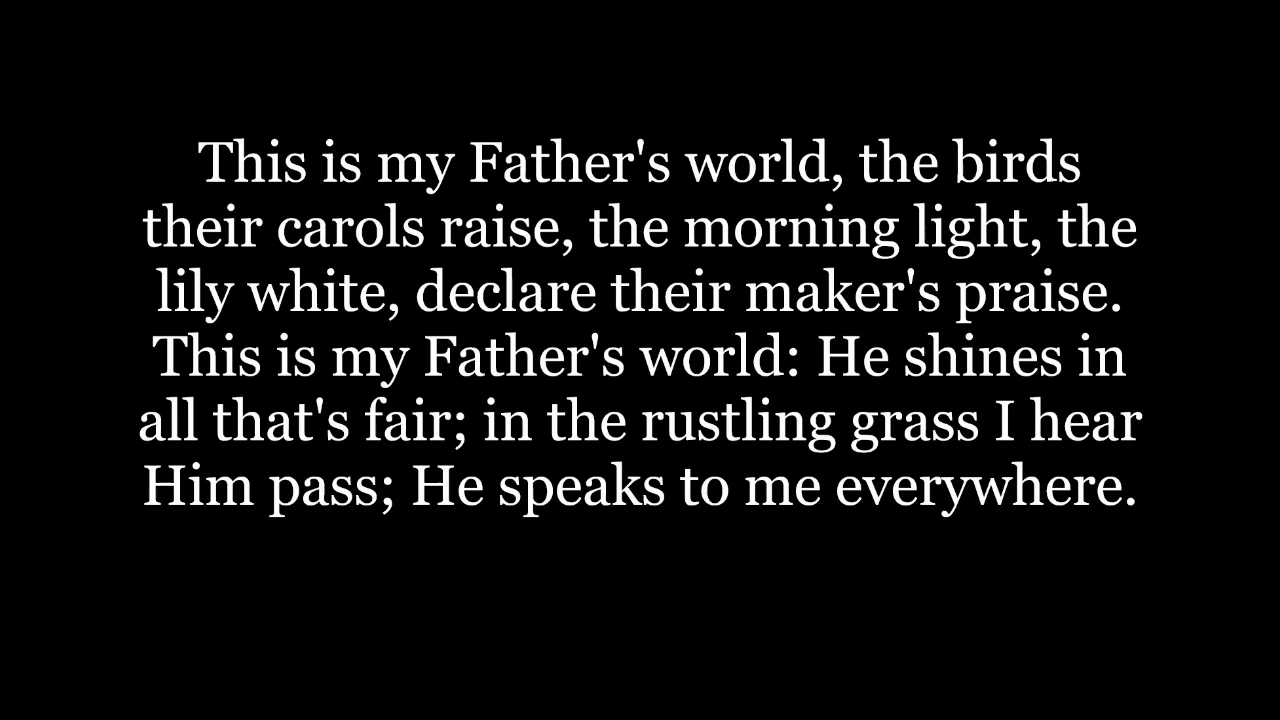 This is my Father's world, the birds
their carols raise, the morning light, the
lily white, declare their maker's praise.
This is my Father's world: He shines in
all that's fair; in the rustling grass I hear
Him pass; He speaks to me everywhere.